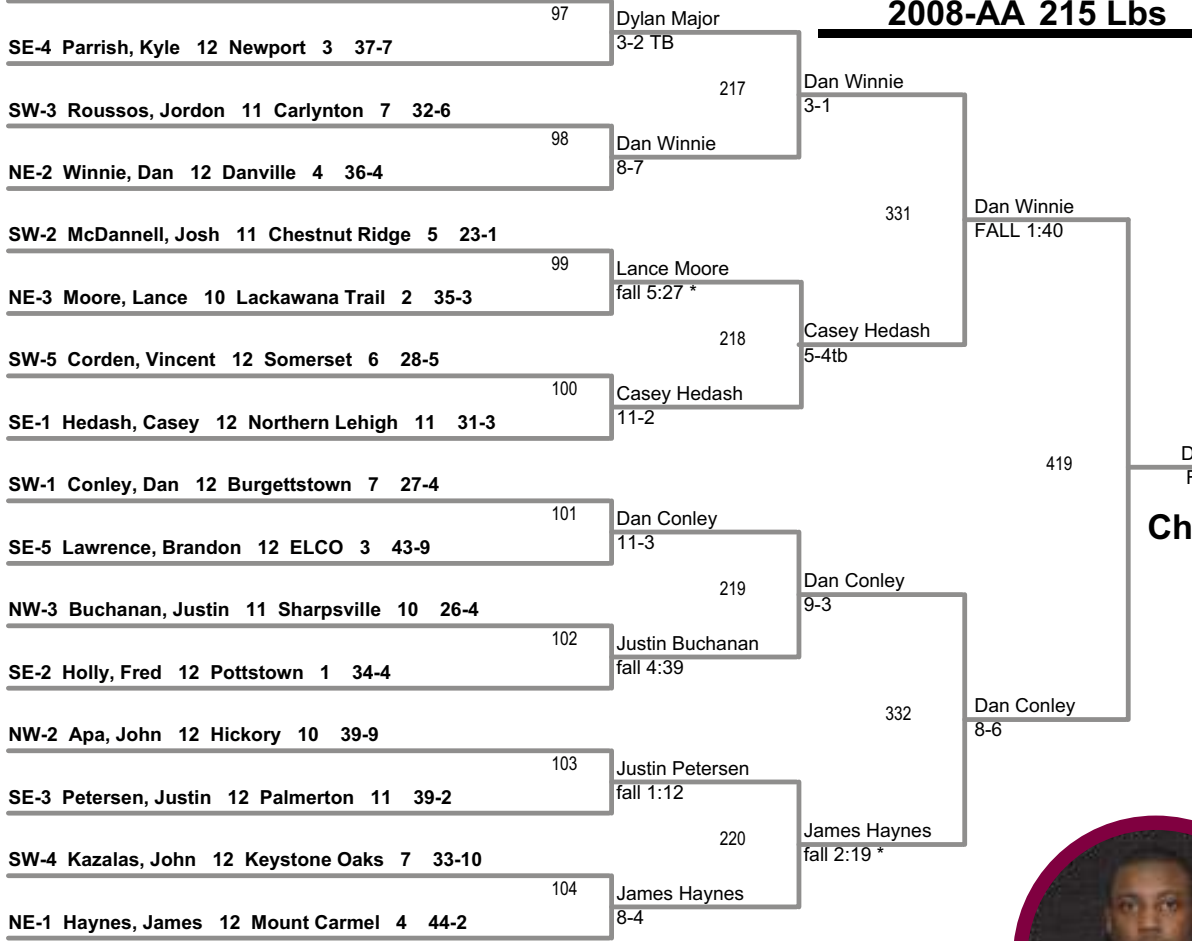 2008-AA 215 Lbs
97
Dylan Major
3-2 TB
SE-4 Parrish, Kyle 12 Newport 3 37-7
217
Dan Winnie
3-1
SW-3 Roussos, Jordon 11 Carlynton 7 32-6
98
Dan Winnie
8-7
NE-2 Winnie, Dan 12 Danville 4 36-4
331
Dan Winnie
FALL 1:40
SW-2 McDannell, Josh 11 Chestnut Ridge 5 23-1
99
Lance Moore
fall 5:27 *
NE-3 Moore, Lance 10 Lackawana Trail 2 35-3
218
Casey Hedash
5-4tb
SW-5 Corden, Vincent 12 Somerset 6 28-5
100
Casey Hedash
11-2
SE-1 Hedash, Casey 12 Northern Lehigh 11 31-3
419
D
F
Ch
SW-1 Conley, Dan 12 Burgettstown 7 27-4
101
Dan Conley
11-3
SE-5 Lawrence, Brandon 12 ELCO 3 43-9
219
Dan Conley
9-3
NW-3 Buchanan, Justin 11 Sharpsville 10 26-4
102
Justin Buchanan
fall 4:39
SE-2 Holly, Fred 12 Pottstown 1 34-4
332
Dan Conley
8-6
NW-2 Apa, John 12 Hickory 10 39-9
103
Justin Petersen
fall 1:12
SE-3 Petersen, Justin 12 Palmerton 11 39-2
220
James Haynes
fall 2:19 *
SW-4 Kazalas, John 12 Keystone Oaks 7 33-10
104
James Haynes
8-4
NE-1 Haynes, James 12 Mount Carmel 4 44-2